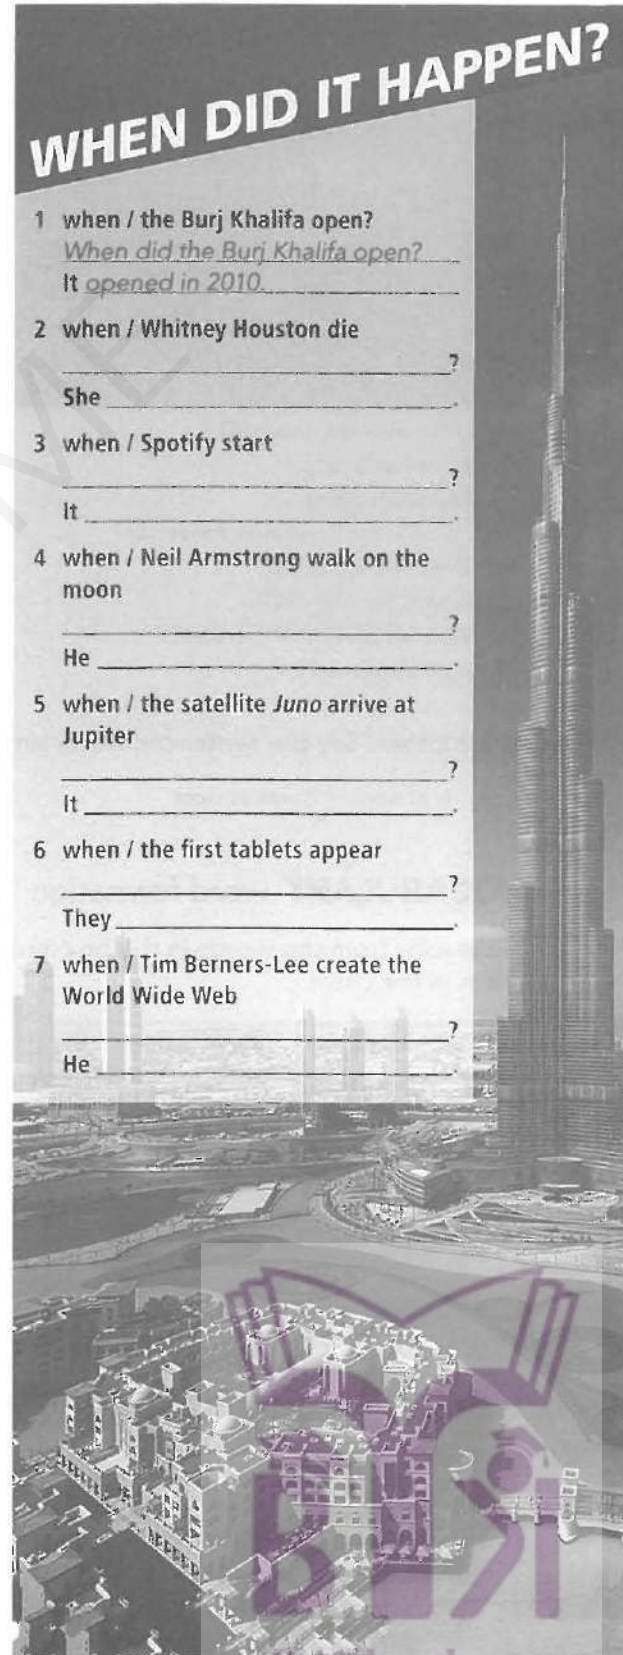 WHEN DID IT HAPPEN?
1 when / the Burj Khalifa open?
When did the Burj Khalifa open?
It opened in 2010.
2 when / Whitney Houston die
?
She .
3 when / Spotify start
?
It .
4 when / Neil Armstrong walk on the
moon
?
He .
5 when / the satellite Juno arrive at
Jupiter
?
It .
6 when / the first tablets appear
?
They .
7 when / Tim Berners-Lee create the
World Wide Web
?
He .